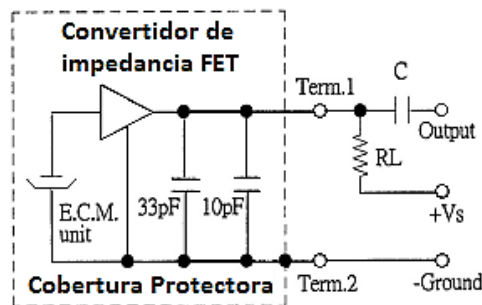 Convertidor de
impedancia FET
Term.1
C
Output
RL
+Vs
E.C.M.
unit
33pF
10pF
Cobertura Protectora
Term.2
-Ground